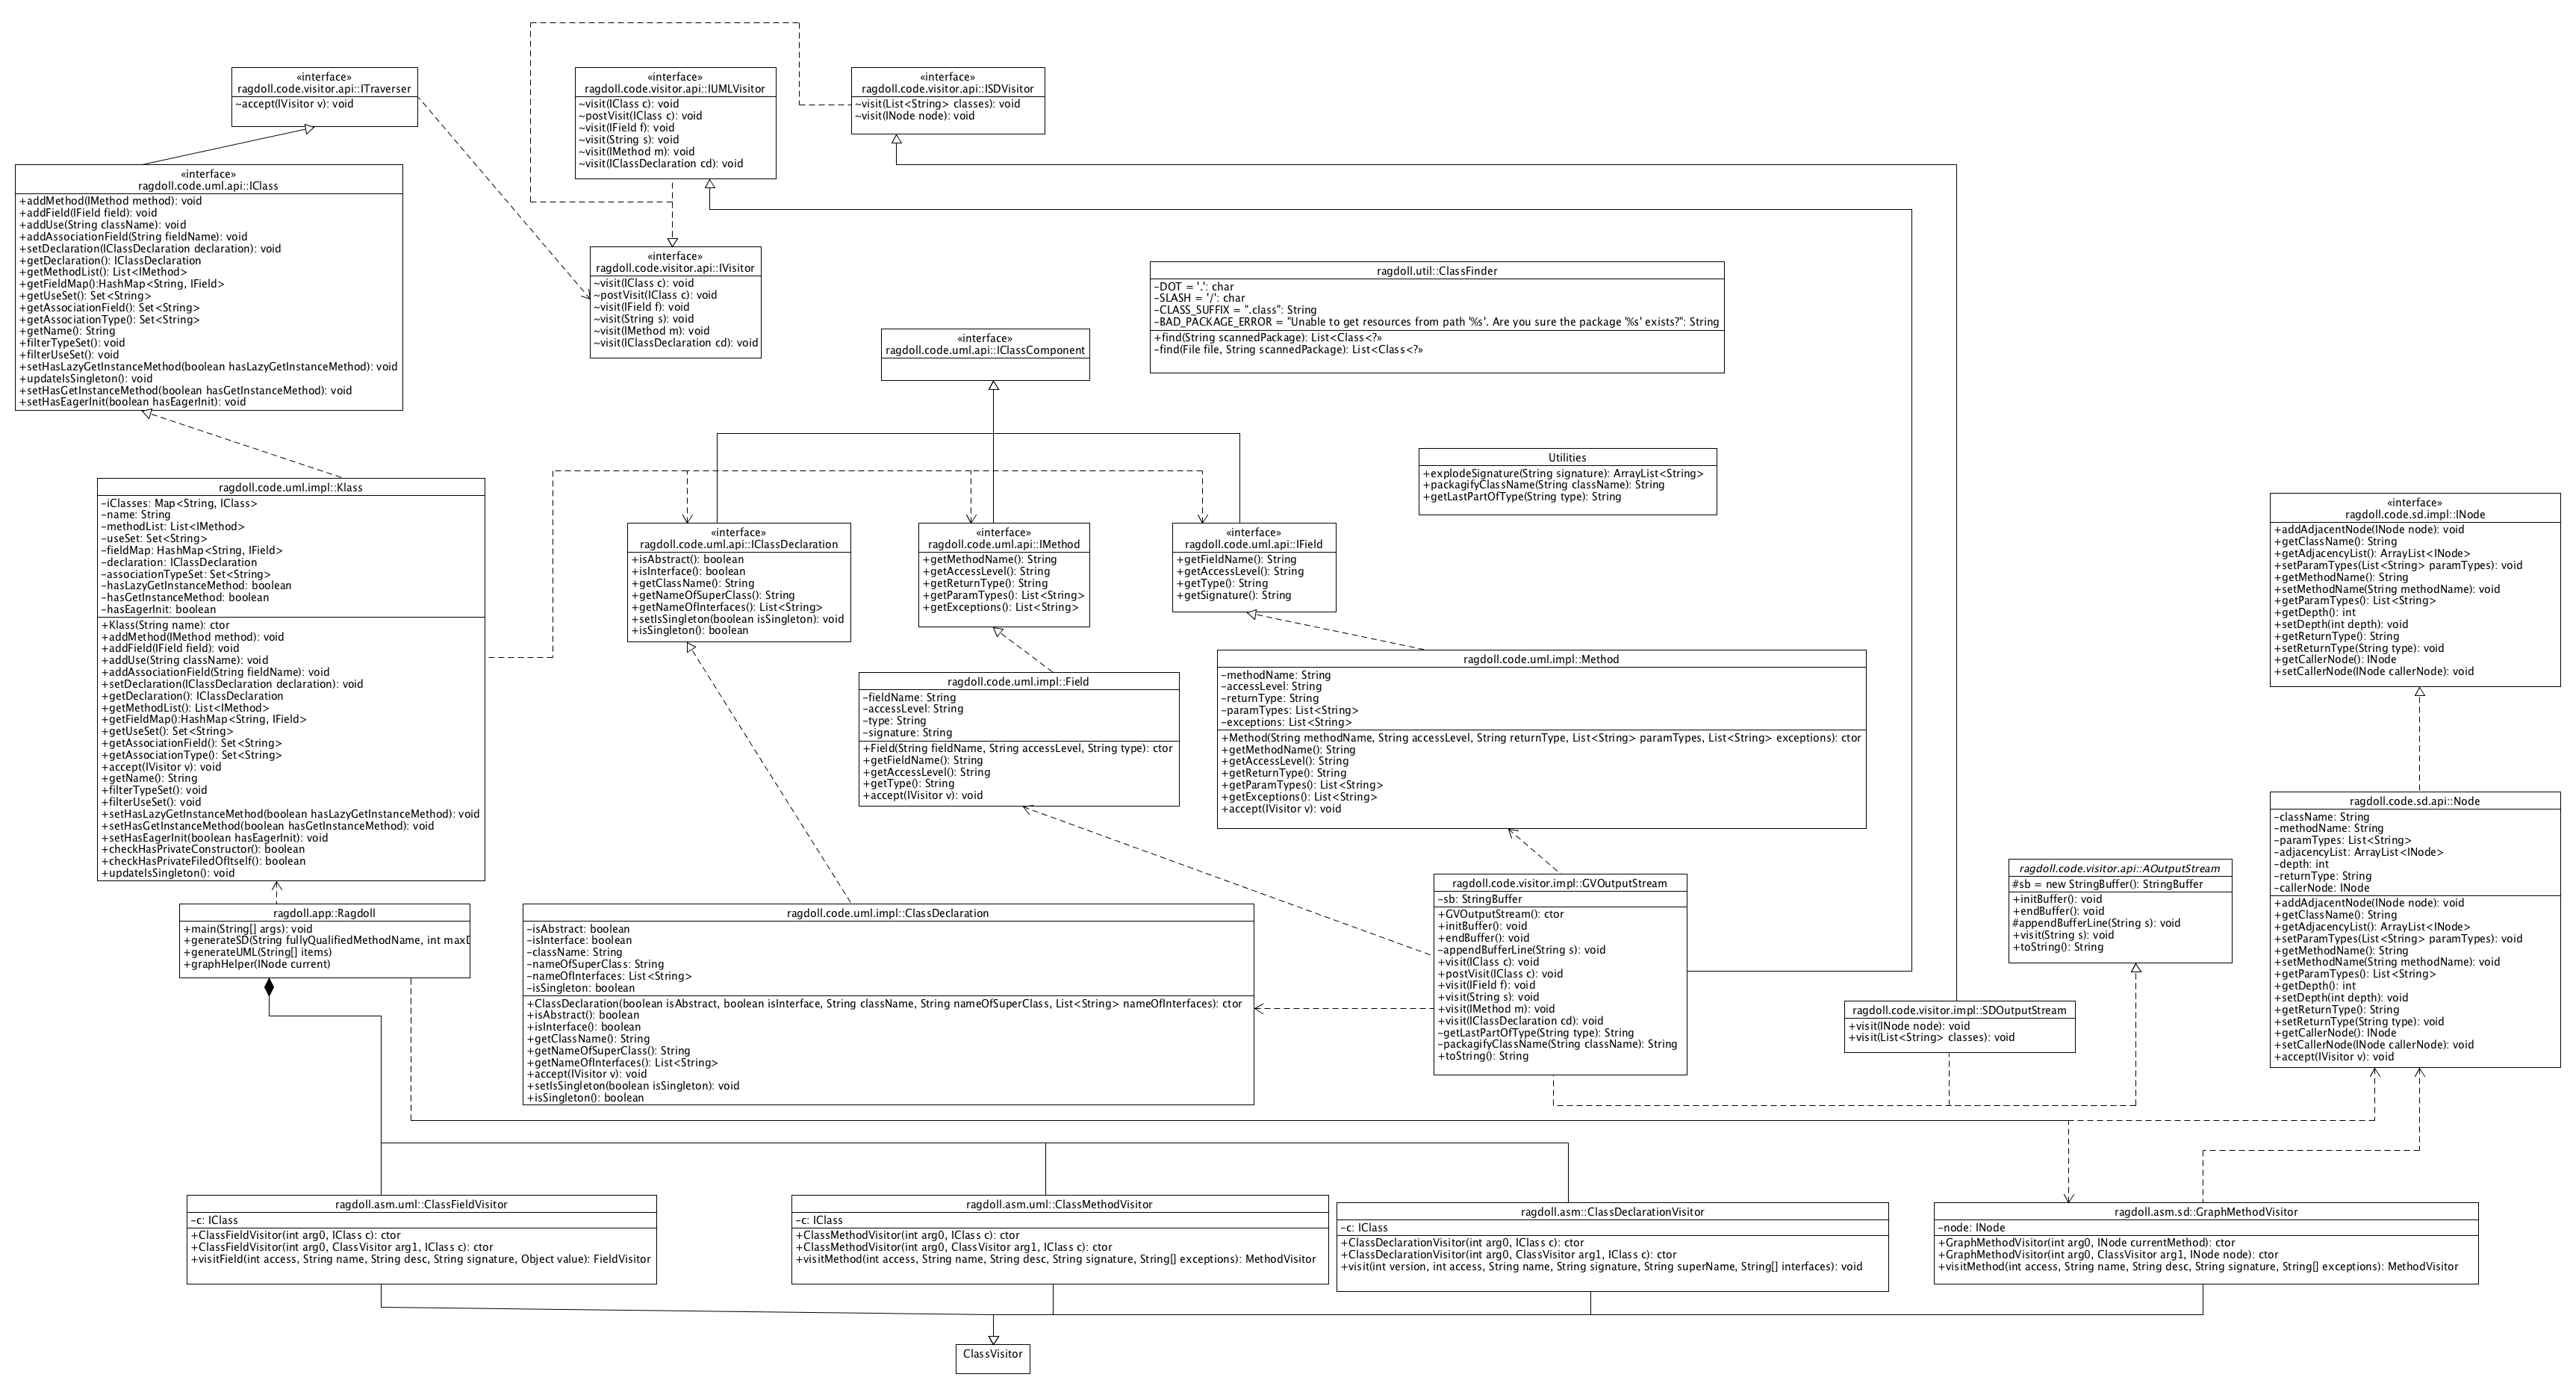 «interface»
ragdoll.code.visitor.api::ITraverser
~accept(IVisitor v): void
«interface»
ragdoll.code.visitor.api::IUMLVisitor
~visit(IClass c): void
~postVisit(IClass c): void
~visit(IField f): void
~visit(String s): void
~visit(IMethod m): void
~visit(IClassDeclaration cd): void
«interface»
ragdoll.code.visitor.api::ISDVisitor
~visit(List<String> classes): void
~visit(INode node): void
«interface»
ragdoll.code.uml.api::IClass
+addMethod(IMethod method): void
+addField(IField field): void
+addUse(String className): void
+addAssociationField(String fieldName): void
+setDeclaration(IClassDeclaration declaration): void
+getDeclaration(): IClassDeclaration
+getMethodList(): List<IMethod>
+getFieldMap():HashMap<String, IField>
+getUseSet(): Set<String>
+getAssociationField(): Set<String>
+getAssociationType(): Set<String>
+getName(): String
+filterTypeSet(): void
+filterUseSet(): void
+setHasLazyGetInstanceMethod(boolean hasLazyGetInstanceMethod): void
+updateIsSingleton(): void
+setHasGetInstanceMethod(boolean hasGetInstanceMethod): void
+setHasEagerInit(boolean hasEagerInit): void
«interface»
ragdoll.code.visitor.api::IVisitor
~visit(IClass c): void
~postVisit(IClass c): void
~visit(IField f): void
~visit(String s): void
~visit(IMethod m): void
~visit(IClassDeclaration cd): void
ragdoll.util::ClassFinder
-DOT = '.': char
-SLASH = '/': char
-CLASS_SUFFIX = ".class": String
-BAD_PACKAGE_ERROR = "Unable to get resources from path '%s'. Are you sure the package '%s' exists?": String
+find(String scannedPackage): List<Class<?»
-find(File file, String scannedPackage): List<Class<?»
«interface»
ragdoll.code.uml.api::IClassComponent
Utilities
+explodeSignature(String signature): ArrayList<String>
+packagifyClassName(String className): String
+getLastPartOfType(String type): String
ragdoll.code.uml.impl::Klass
-iClasses: Map<String, IClass>
-name: String
-methodList: List<IMethod>
-useSet: Set<String>
-fieldMap: HashMap<String, IField>
-declaration: IClassDeclaration
-associationTypeSet: Set<String>
-hasLazyGetInstanceMethod: boolean
-hasGetInstanceMethod: boolean
-hasEagerInit: boolean
+Klass(String name): ctor
+addMethod(IMethod method): void
+addField(IField field): void
+addUse(String className): void
+addAssociationField(String fieldName): void
+setDeclaration(IClassDeclaration declaration): void
+getDeclaration(): IClassDeclaration
+getMethodList(): List<IMethod>
+getFieldMap():HashMap<String, IField>
+getUseSet(): Set<String>
+getAssociationField(): Set<String>
+getAssociationType(): Set<String>
+accept(IVisitor v): void
+getName(): String
+filterTypeSet(): void
+filterUseSet(): void
+setHasLazyGetInstanceMethod(boolean hasLazyGetInstanceMethod): void
+setHasGetInstanceMethod(boolean hasGetInstanceMethod): void
+setHasEagerInit(boolean hasEagerInit): void
+checkHasPrivateConstructor(): boolean
+checkHasPrivateFiledOfItself(): boolean
+updateIsSingleton(): void
«interface»
ragdoll.code.uml.api::IClassDeclaration
+isAbstract(): boolean
+isInterface(): boolean
+getClassName(): String
+getNameOfSuperClass(): String
+getNameOfInterfaces(): List<String>
+setIsSingleton(boolean isSingleton): void
+isSingleton(): boolean
«interface»
ragdoll.code.uml.api::IMethod
+getMethodName(): String
+getAccessLevel(): String
+getReturnType(): String
+getParamTypes(): List<String>
+getExceptions(): List<String>
«interface»
ragdoll.code.uml.api::IField
+getFieldName(): String
+getAccessLevel(): String
+getType(): String
+getSignature(): String
«interface»
ragdoll.code.sd.impl::INode
+addAdjacentNode(INode node): void
+getClassName(): String
+getAdjacencyList(): ArrayList<INode>
+setParamTypes(List<String> paramTypes): void
+getMethodName(): String
+setMethodName(String methodName): void
+getParamTypes(): List<String>
+getDepth(): int
+setDepth(int depth): void
+getReturnType(): String
+setReturnType(String type): void
+getCallerNode(): INode
+setCallerNode(INode callerNode): void
ragdoll.code.uml.impl::Field
-fieldName: String
-accessLevel: String
-type: String
-signature: String
+Field(String fieldName, String accessLevel, String type): ctor
+getFieldName(): String
+getAccessLevel(): String
+getType(): String
+accept(IVisitor v): void
ragdoll.code.uml.impl::Method
-methodName: String
-accessLevel: String
-returnType: String
-paramTypes: List<String>
-exceptions: List<String>
+Method(String methodName, String accessLevel, String returnType, List<String> paramTypes, List<String> exceptions): ctor
+getMethodName(): String
+getAccessLevel(): String
+getReturnType(): String
+getParamTypes(): List<String>
+getExceptions(): List<String>
+accept(IVisitor v): void
ragdoll.code.sd.api::Node
-className: String
-methodName: String
-paramTypes: List<String>
-adjacencyList: ArrayList<INode>
-depth: int
-returnType: String
-callerNode: INode
+addAdjacentNode(INode node): void
+getClassName(): String
+getAdjacencyList(): ArrayList<INode>
+setParamTypes(List<String> paramTypes): void
+getMethodName(): String
+setMethodName(String methodName): void
+getParamTypes(): List<String>
+getDepth(): int
+setDepth(int depth): void
+getReturnType(): String
+setReturnType(String type): void
+getCallerNode(): INode
+setCallerNode(INode callerNode): void
+accept(IVisitor v): void
ragdoll.app::Ragdoll
+main(String[] args): void
+generateSD(String fullyQualifiedMethodName, int maxD
+generateUML(String[] items)
+graphHelper(INode current)
ragdoll.code.uml.impl::ClassDeclaration
-isAbstract: boolean
-isInterface: boolean
-className: String
-nameOfSuperClass: String
-nameOfInterfaces: List<String>
-isSingleton: boolean
+ClassDeclaration(boolean isAbstract, boolean isInterface, String className, String nameOfSuperClass, List<String> nameOfInterfaces): ctor
+isAbstract(): boolean
+isInterface(): boolean
+getClassName(): String
+getNameOfSuperClass(): String
+getNameOfInterfaces(): List<String>
+accept(IVisitor v): void
+setIsSingleton(boolean isSingleton): void
+isSingleton(): boolean
ragdoll.code.visitor.impl::GVOutputStream
-sb: StringBuffer
+GVOutputStream(): ctor
+initBuffer(): void
+endBuffer(): void
-appendBufferLine(String s): void
+visit(IClass c): void
+postVisit(IClass c): void
+visit(IField f): void
+visit(String s): void
+visit(IMethod m): void
+visit(IClassDeclaration cd): void
-getLastPartOfType(String type): String
-packagifyClassName(String className): String
+toString(): String
ragdoll.code.visitor.api::AOutputStream
#sb = new StringBuffer(): StringBuffer
+initBuffer(): void
+endBuffer(): void
#appendBufferLine(String s): void
+visit(String s): void
+toString(): String
ragdoll.code.visitor.impl::SDOutputStream
+visit(INode node): void
+visit(List<String> classes): void
ragdoll.asm.uml::ClassFieldVisitor
-c: IClass
+ClassFieldVisitor(int arg0, IClass c): ctor
+ClassFieldVisitor(int arg0, ClassVisitor arg1, IClass c): ctor
+visitField(int access, String name, String desc, String signature, Object value): FieldVisitor
ragdoll.asm.uml::ClassMethodVisitor
-c: IClass
+ClassMethodVisitor(int arg0, IClass c): ctor
+ClassMethodVisitor(int arg0, ClassVisitor arg1, IClass c): ctor
+visitMethod(int access, String name, String desc, String signature, String[] exceptions): MethodVisitor
ragdoll.asm::ClassDeclarationVisitor
-c: IClass
+ClassDeclarationVisitor(int arg0, IClass c): ctor
+ClassDeclarationVisitor(int arg0, ClassVisitor arg1, IClass c): ctor
+visit(int version, int access, String name, String signature, String superName, String[] interfaces): void
ragdoll.asm.sd::GraphMethodVisitor
-node: INode
+GraphMethodVisitor(int arg0, INode currentMethod): ctor
+GraphMethodVisitor(int arg0, ClassVisitor arg1, INode node): ctor
+visitMethod(int access, String name, String desc, String signature, String[] exceptions): MethodVisitor
ClassVisitor